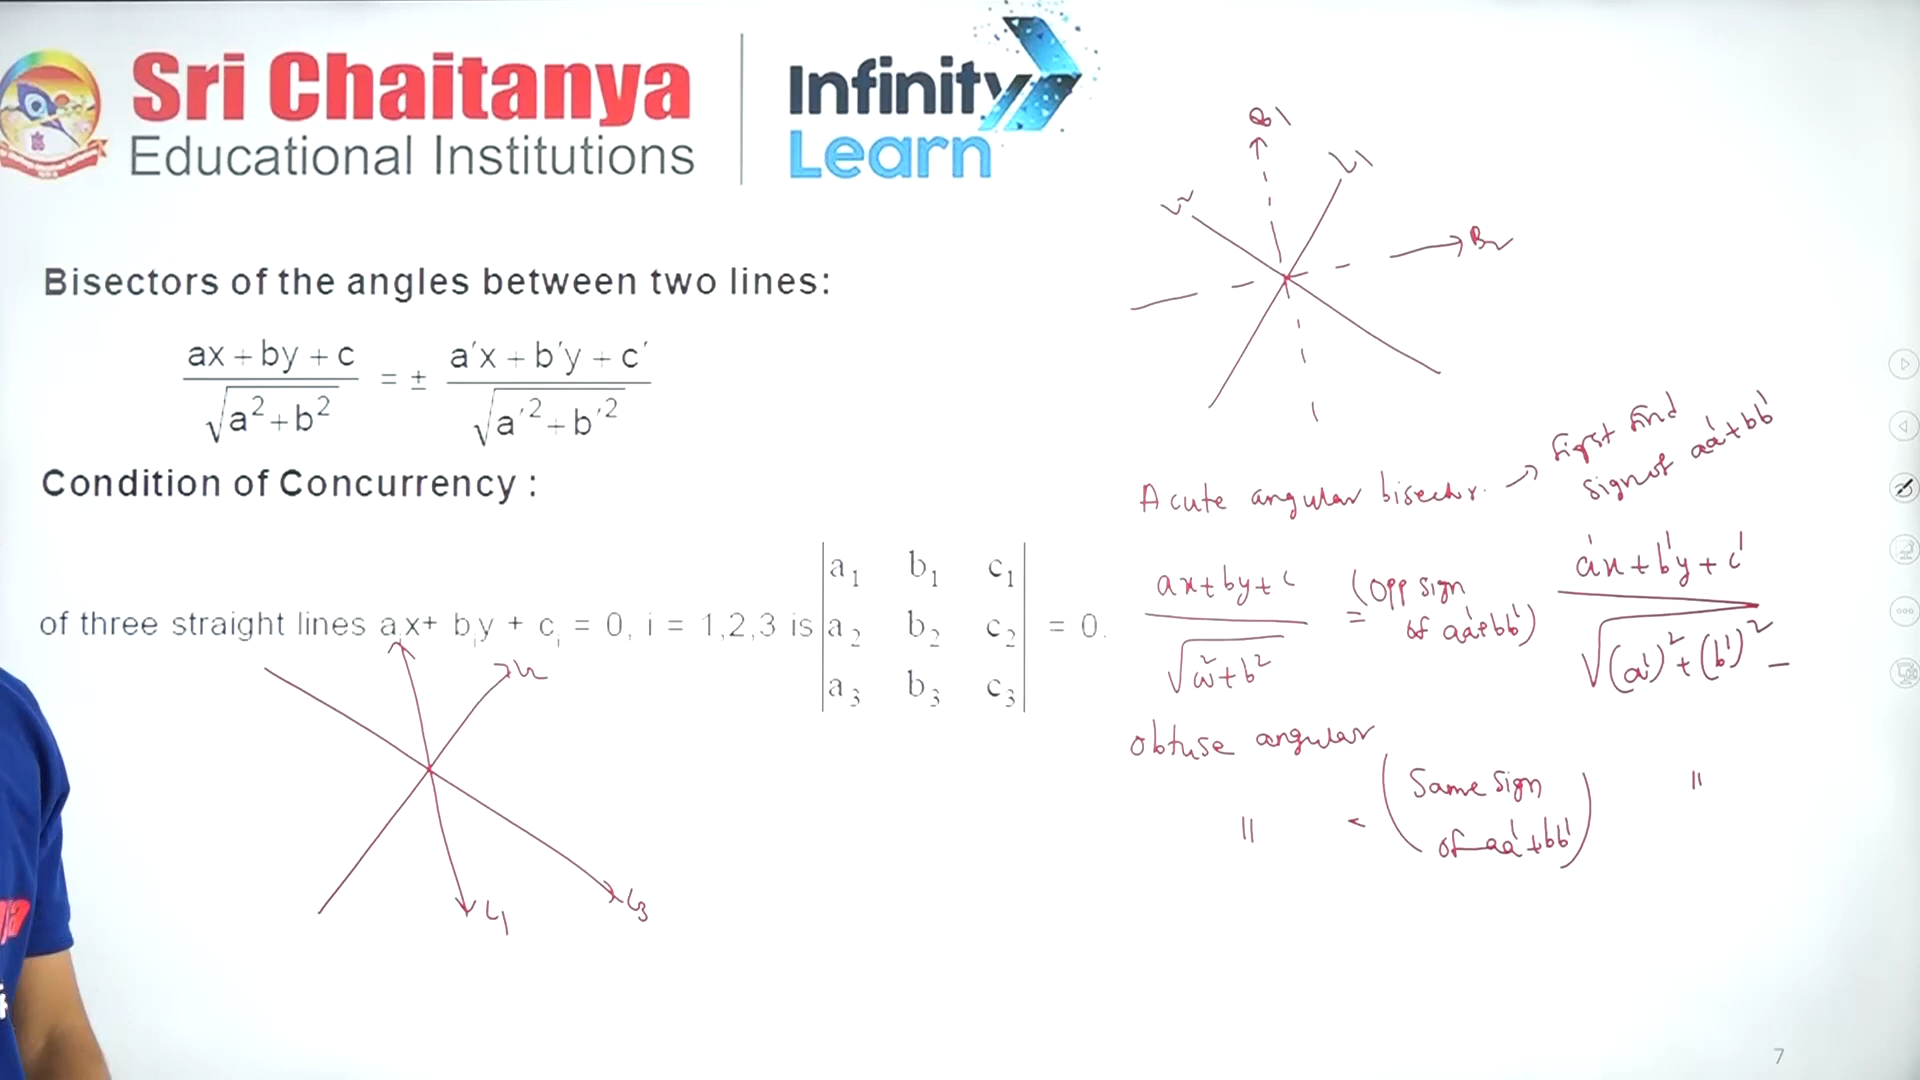 Sri Chaitanya
Educational Institutions
Infinity
Learn
B1
L1
L2
B2
Bisectors of the angles between two lines:
ax + by + c / √a² + b² = ± a′x + b′y + c′ / √a′² + b′²
Condition of Concurrency :
of three straight lines aᵢx+ bᵢy + cᵢ = 0, i = 1,2,3 is
a₁ b₁ c₁
a₂ b₂ c₂ = 0.
a₃ b₃ c₃
L2
L1
L3
Acute angular bisector. → First find
sign of aa'+bb'
ax+by+c / √a²+b² = (opp sign
of aa'+bb') a'x+b'y+c' / √(a')²+(b')²
obtuse angular
" = (Same sign
of aa'+bb') "
7